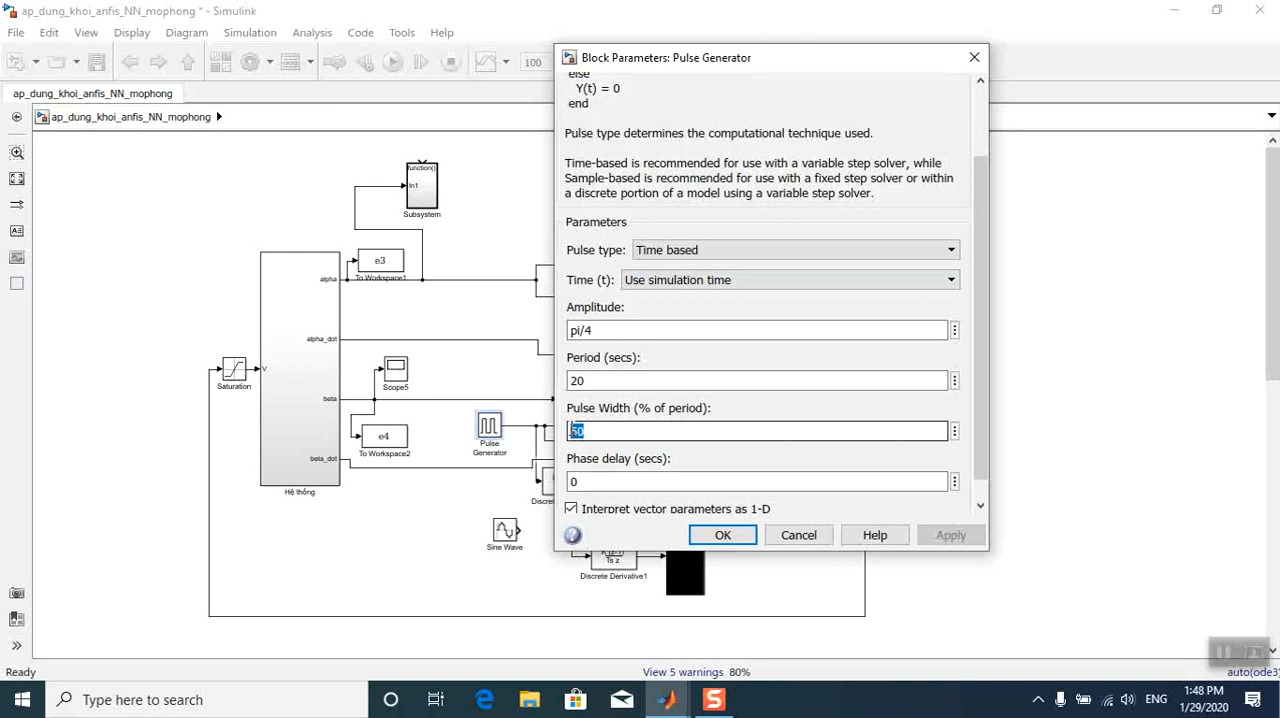 ap_dung_khoi_anfis_NN_mophong * - Simulink
File Edit View Display Diagram Simulation Analysis Code Tools Help
100
ap_dung_khoi_anfis_NN_mophong
ap_dung_khoi_anfis_NN_mophong
Block Parameters: Pulse Generator
else
Y(t) = 0
end
Pulse type determines the computational technique used.
Time-based is recommended for use with a variable step solver, while
Sample-based is recommended for use with a fixed step solver or within
a discrete portion of a model using a variable step solver.
Parameters
Pulse type: Time based
Time (t): Use simulation time
Amplitude:
pi/4
Period (secs):
20
Pulse Width (% of period):
50
Phase delay (secs):
0
Interpret vector parameters as 1-D
OK Cancel Help Apply
function()
In1
Subsystem
e3
To Workspace1
alpha
alpha_dot
Saturation
V
Scope5
beta
e4
To Workspace2
beta_dot
Hệ thống
Pulse
Generator
Sine Wave
Ts z
Discrete Derivative1
Ready View 5 warnings 80% auto(ode3
Type here to search
ENG
1:48 PM
1/29/2020